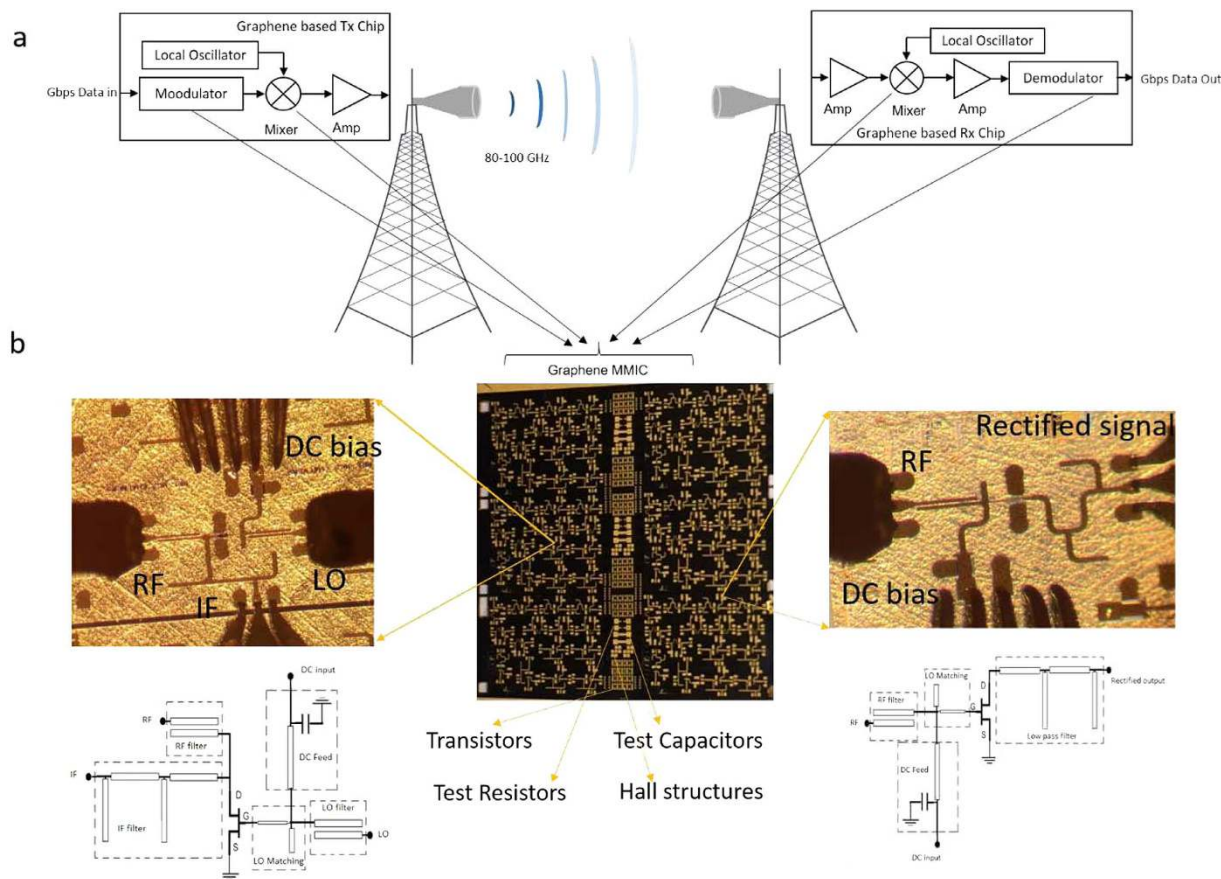 a
Graphene based Tx Chip
Local Oscillator
Gbps Data in
Moodulator
Mixer
Amp
80-100 GHz
Local Oscillator
Amp
Mixer
Amp
Demodulator
Gbps Data Out
Graphene based Rx Chip
b
Graphene MMIC
DC bias
RF
IF
LO
RF
Rectified signal
DC bias
Transistors
Test Capacitors
Test Resistors
Hall structures
DC input
RF
RF filter
DC Feed
IF
IF filter
D
G
S
LO filter
LO
LO Matching
LO Matching
RF filter
RF
D
G
S
Rectified output
Low pass filter
DC Feed
DC input